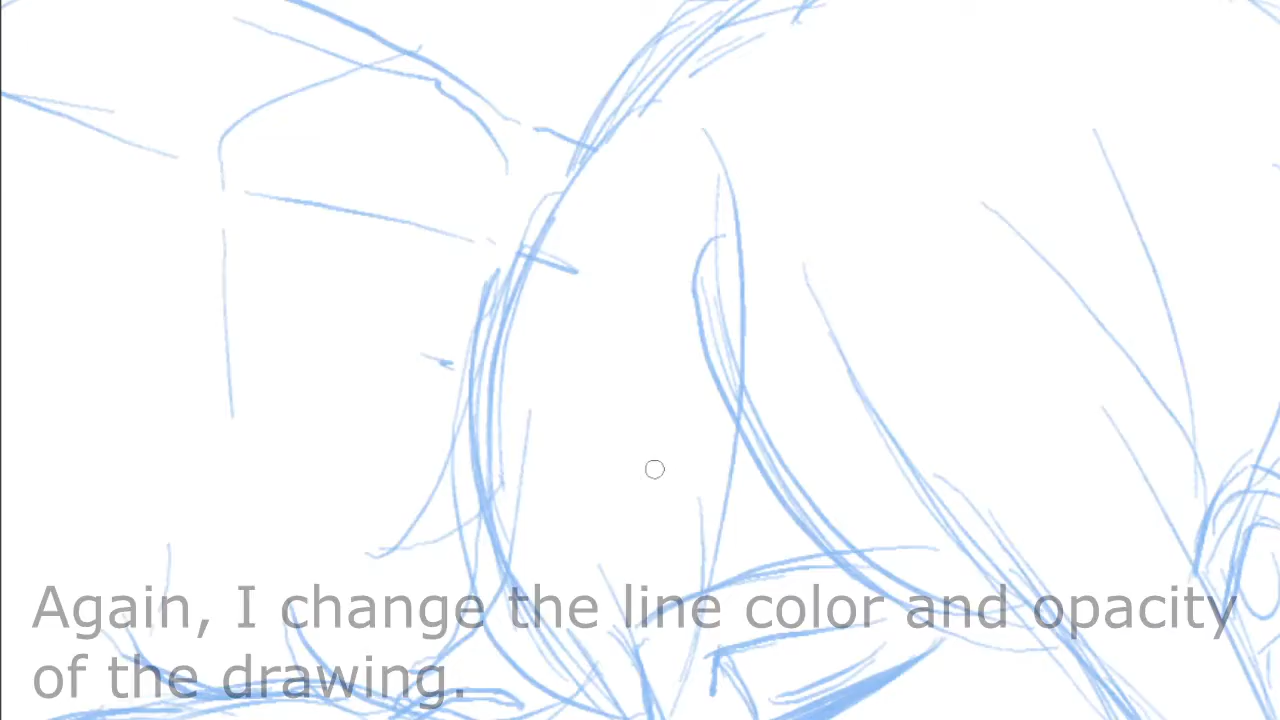 Again, I change the line color and opacity
of the drawing.